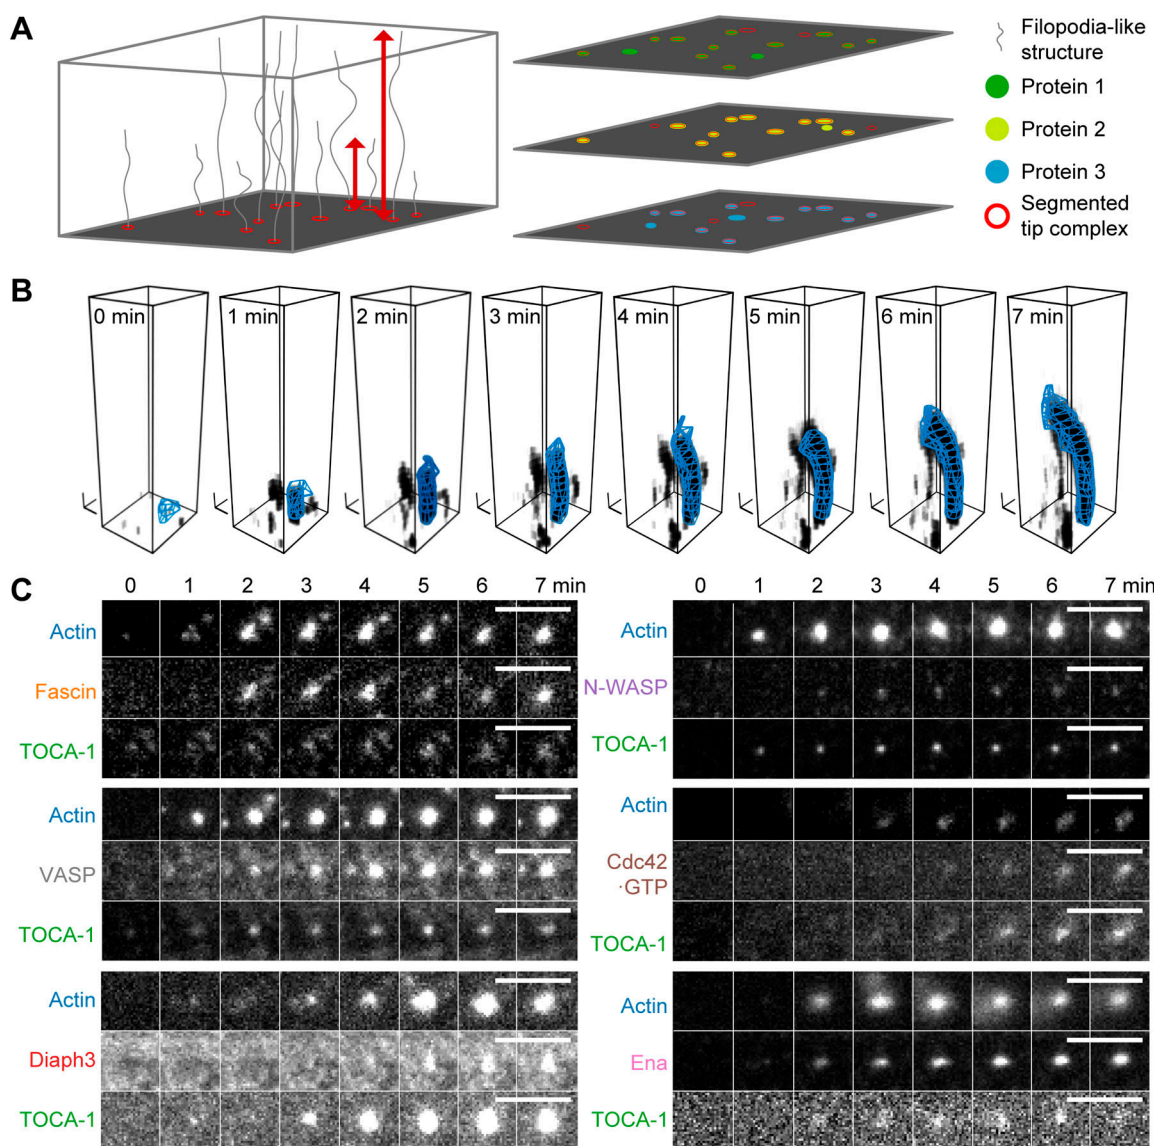 A
Filopodia-like
structure
Protein 1
Protein 2
Protein 3
Segmented
tip complex
B
0 min
1 min
2 min
3 min
4 min
5 min
6 min
7 min
C
0 1 2 3 4 5 6 7 min
Actin
Fascin
TOCA-1
Actin
VASP
TOCA-1
Actin
Diaph3
TOCA-1
0 1 2 3 4 5 6 7 min
Actin
N-WASP
TOCA-1
Actin
Cdc42
·GTP
TOCA-1
Actin
Ena
TOCA-1